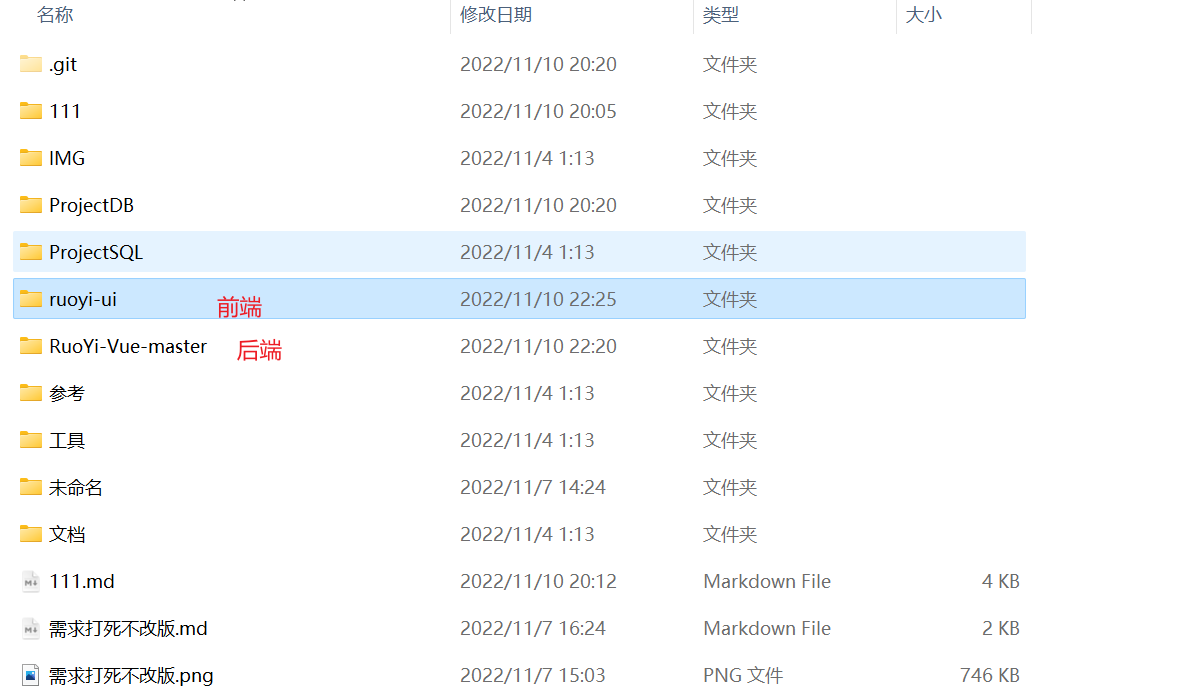 名称 修改日期 类型 大小
.git 2022/11/10 20:20 文件夹
111 2022/11/10 20:05 文件夹
IMG 2022/11/4 1:13 文件夹
ProjectDB 2022/11/10 20:20 文件夹
ProjectSQL 2022/11/4 1:13 文件夹
ruoyi-ui 前端 2022/11/10 22:25 文件夹
RuoYi-Vue-master 后端 2022/11/10 22:20 文件夹
参考 2022/11/4 1:13 文件夹
工具 2022/11/4 1:13 文件夹
未命名 2022/11/7 14:24 文件夹
文档 2022/11/4 1:13 文件夹
111.md 2022/11/10 20:12 Markdown File 4 KB
需求打死不改版.md 2022/11/7 16:24 Markdown File 2 KB
需求打死不改版.png 2022/11/7 15:03 PNG 文件 746 KB